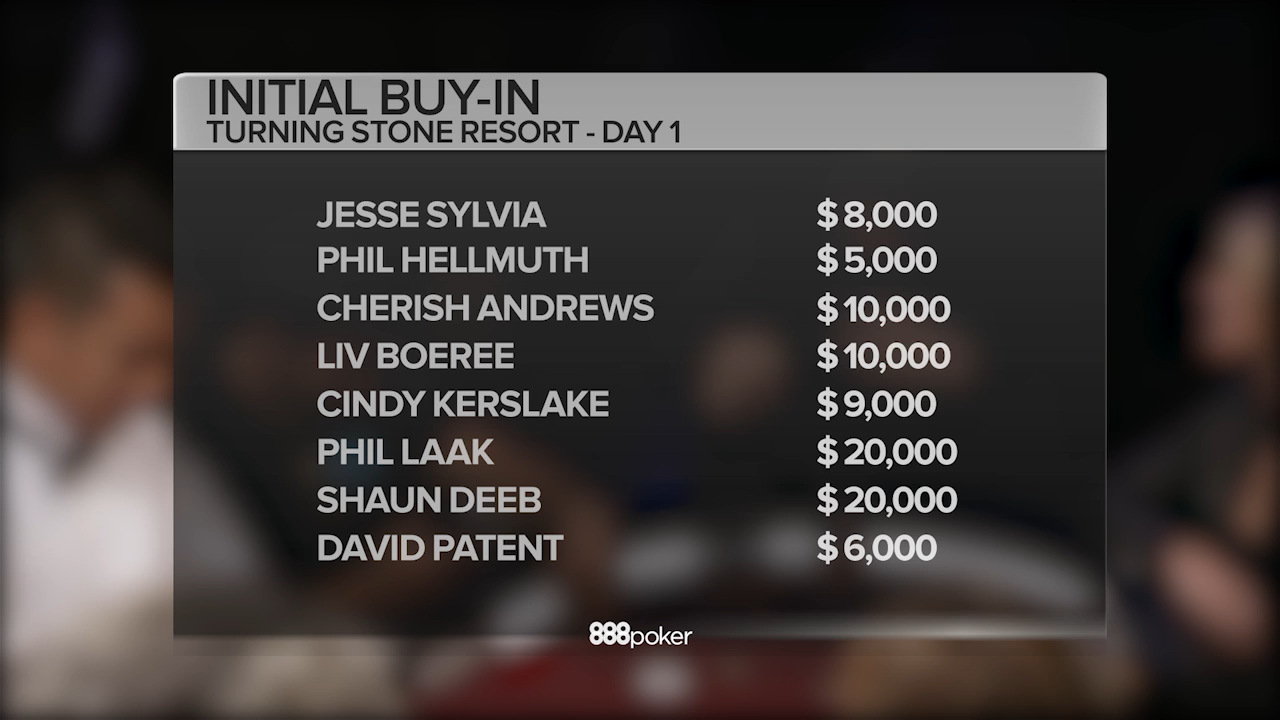 INITIAL BUY-IN
TURNING STONE RESORT - DAY 1
JESSE SYLVIA $8,000
PHIL HELLMUTH $5,000
CHERISH ANDREWS $10,000
LIV BOEREE $10,000
CINDY KERSLAKE $9,000
PHIL LAAK $20,000
SHAUN DEEB $20,000
DAVID PATENT $6,000
888poker